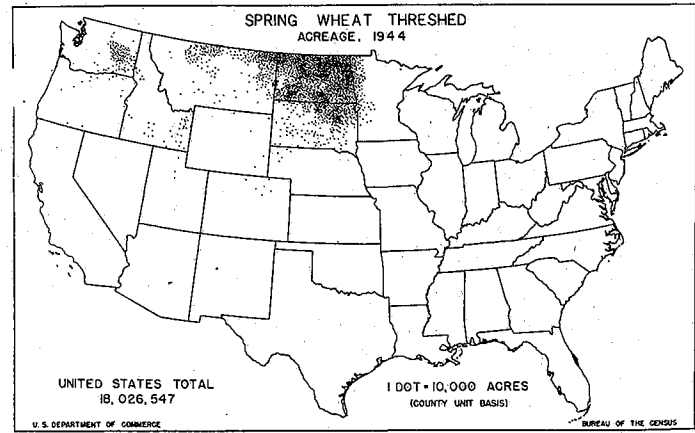 SPRING WHEAT THRESHED
ACREAGE, 1944
UNITED STATES TOTAL
18,026,547
1 DOT = 10,000 ACRES
(COUNTY UNIT BASIS)
U. S. DEPARTMENT OF COMMERCE
BUREAU OF THE CENSUS